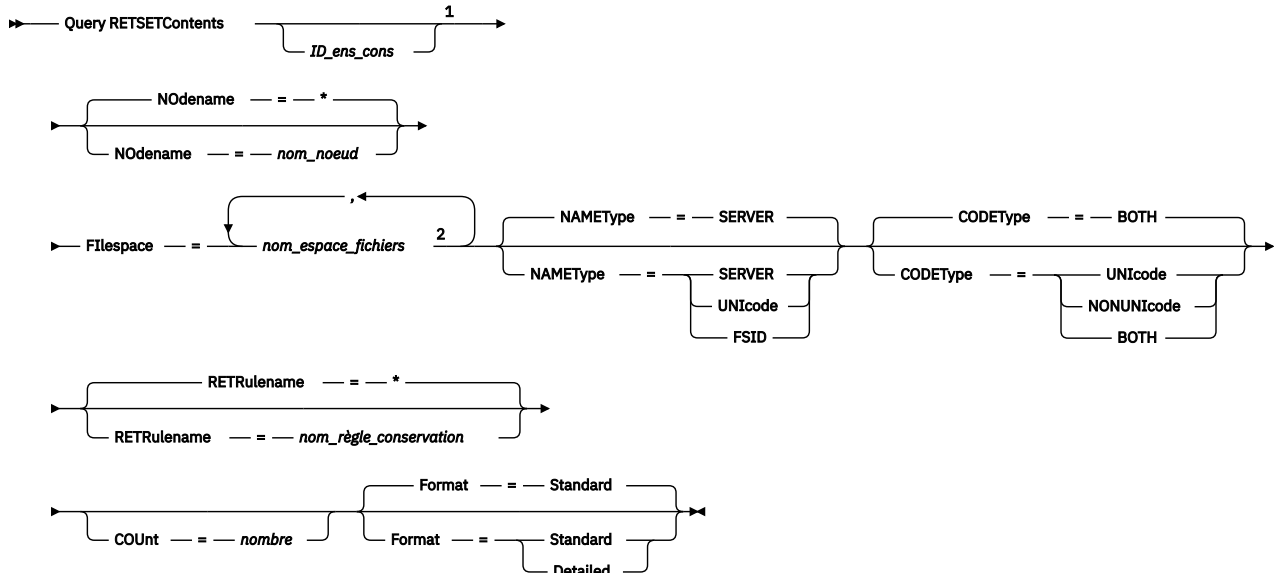 Query RETSETContents
1
ID_ens_cons
NOdename = *
NOdename = nom_noeud
,
FIlespace = nom_espace_fichiers 2
NAMEType = SERVER
NAMEType = SERVER
UNIcode
FSID
CODEType = BOTH
CODEType = UNIcode
NONUNIcode
BOTH
RETRulename = *
RETRulename = nom_règle_conservation
COUnt = nombre
Format = Standard
Format = Standard
Detailed